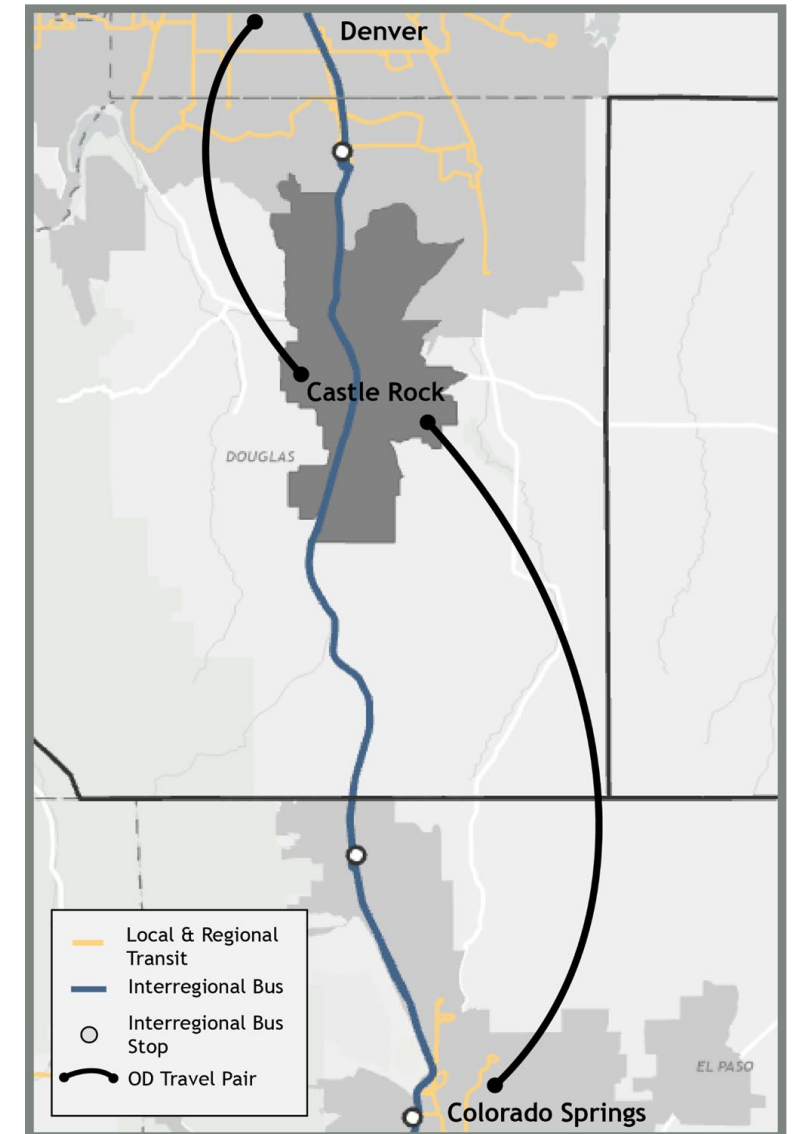 Denver
Castle Rock
DOUGLAS
Local & Regional
Transit
Interregional Bus
Interregional Bus
Stop
OD Travel Pair
EL PASO
Colorado Springs